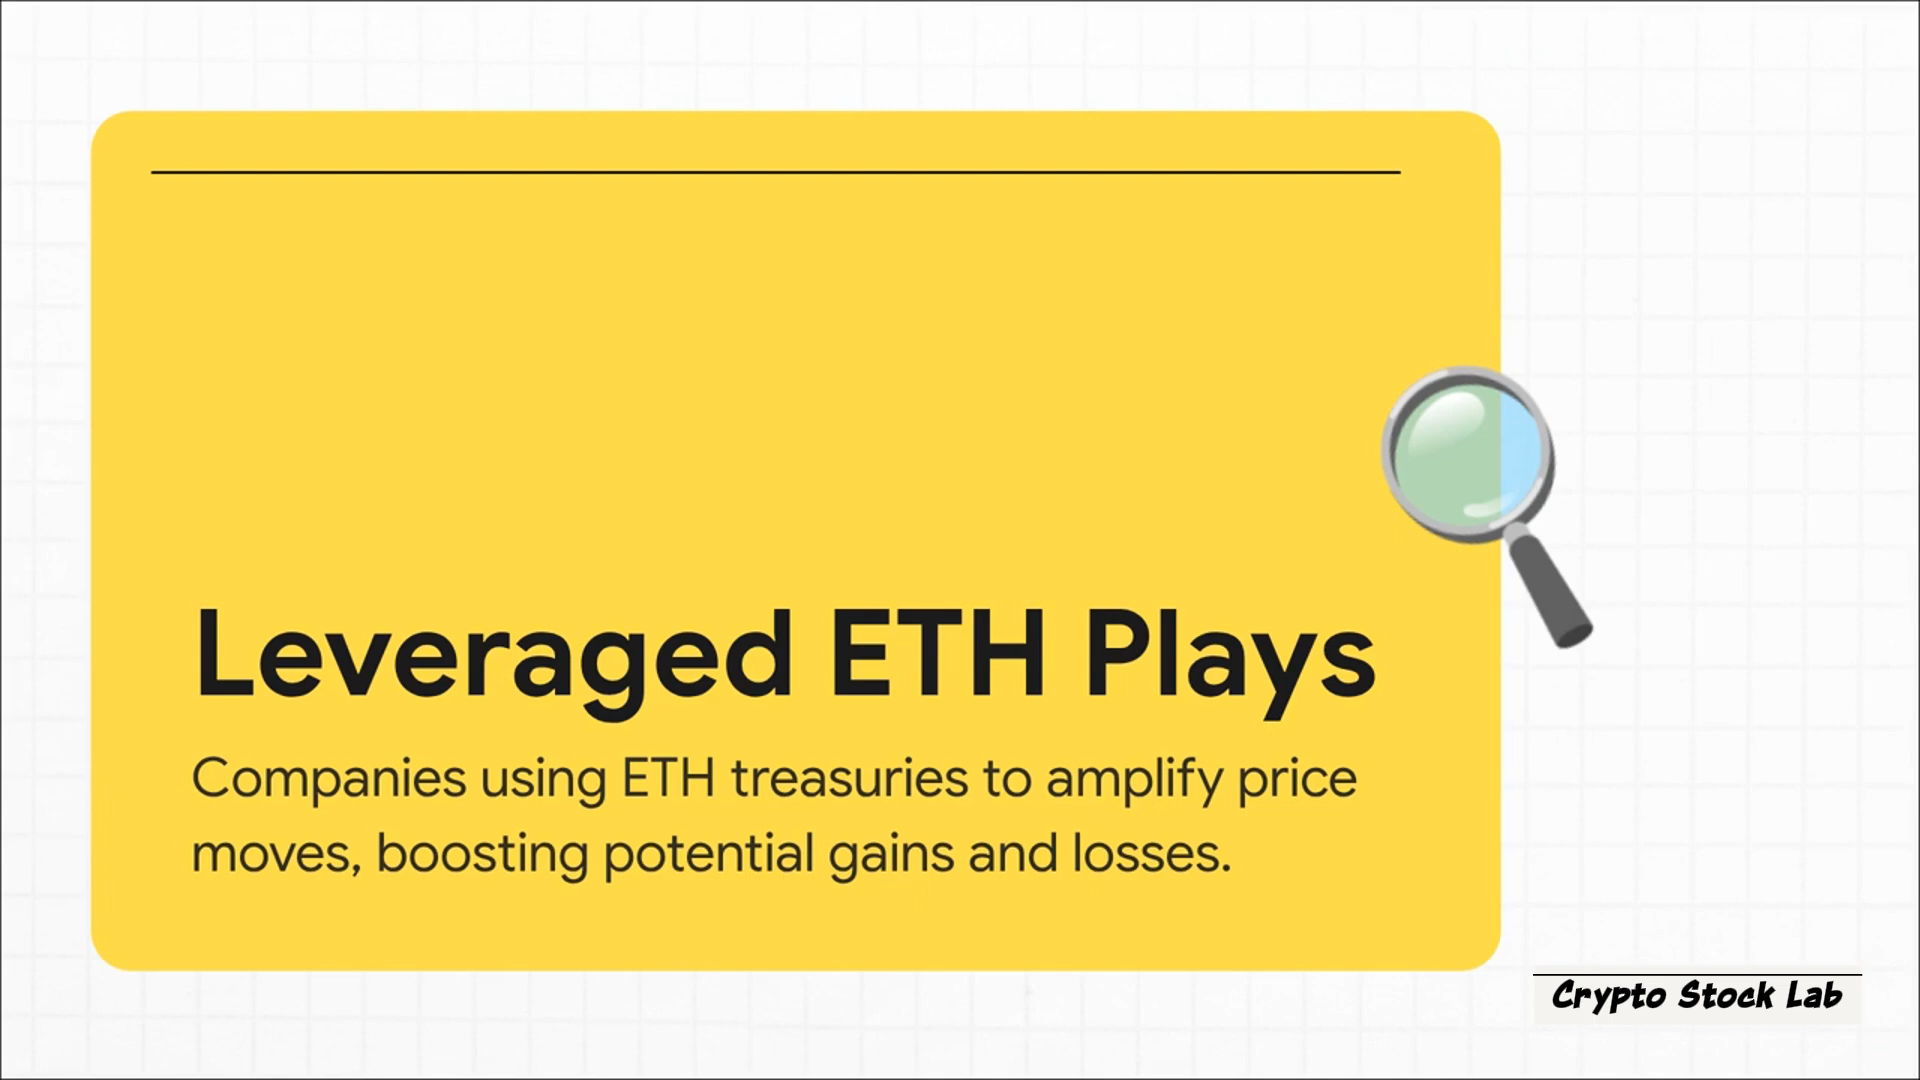 Leveraged ETH Plays
Companies using ETH treasuries to amplify price
moves, boosting potential gains and losses.
Crypto Stock Lab